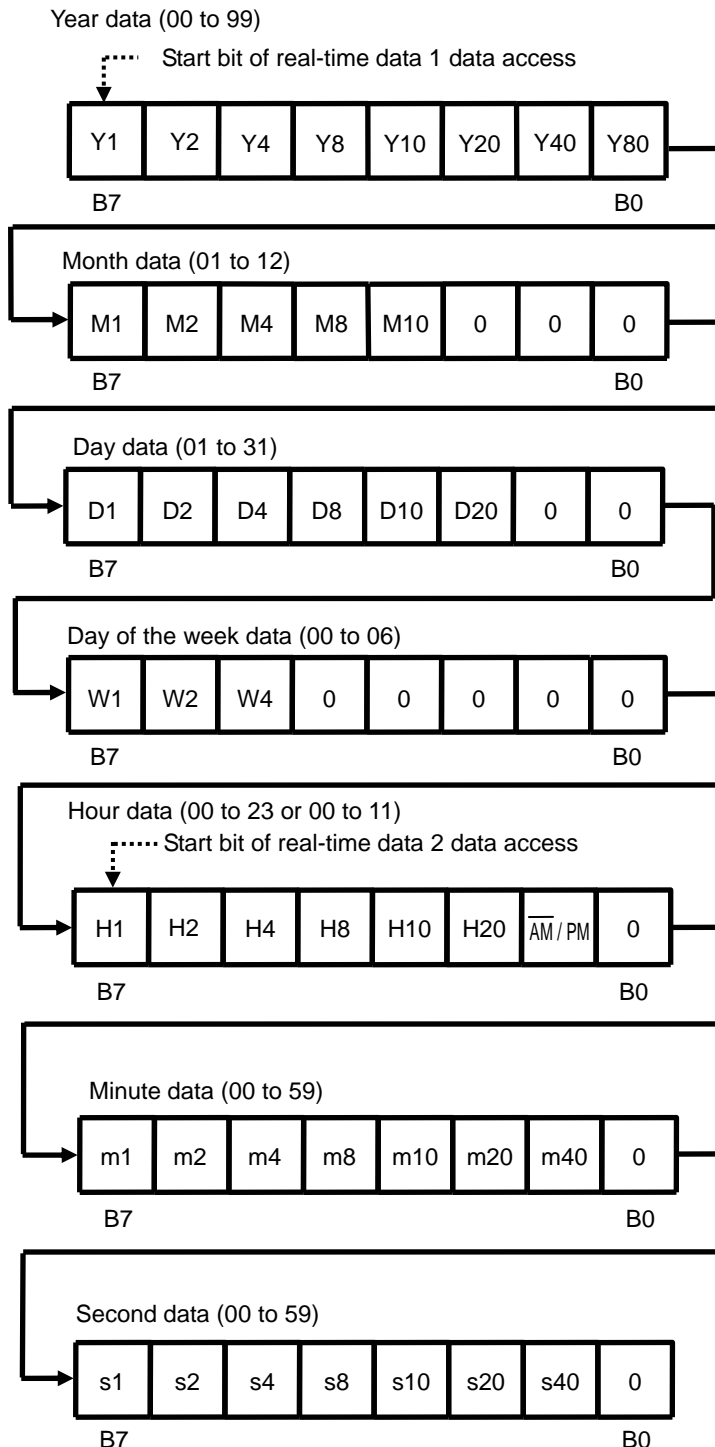 Year data (00 to 99)
Start bit of real-time data 1 data access
Y1 Y2 Y4 Y8 Y10 Y20 Y40 Y80
B7 B0
Month data (01 to 12)
M1 M2 M4 M8 M10 0 0 0
B7 B0
Day data (01 to 31)
D1 D2 D4 D8 D10 D20 0 0
B7 B0
Day of the week data (00 to 06)
W1 W2 W4 0 0 0 0 0
B7 B0
Hour data (00 to 23 or 00 to 11)
Start bit of real-time data 2 data access
H1 H2 H4 H8 H10 H20 A̅M̅ / PM 0
B7 B0
Minute data (00 to 59)
m1 m2 m4 m8 m10 m20 m40 0
B7 B0
Second data (00 to 59)
s1 s2 s4 s8 s10 s20 s40 0
B7 B0